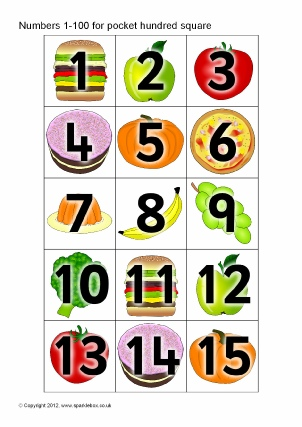 Numbers 1-100 for pocket hundred square
1 2 3
4 5 6
7 8 9
10 11 12
13 14 15
© Copyright 2012, www.sparklebox.co.uk